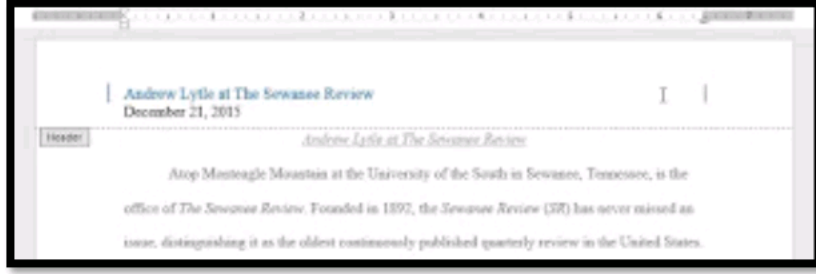 Andrew Lytle at The Sewanee Review
December 21, 2015
Header
Andrew Lytle at The Sewanee Review
Atop Monteagle Mountain at the University of the South in Sewanee, Tennessee, is the
office of The Sewanee Review. Founded in 1892, the Sewanee Review (SR) has never missed an
issue, distinguishing it as the oldest continuously published quarterly review in the United States.